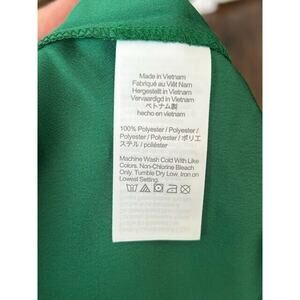 Made in Vietnam
Fabriqué au Viêt Nam
Hergestellt in Vietnam
Vervaardigd in Vietnam
ベトナム製
hecho en vietnam
100% Polyester / Polyester /
Polyester / Polyester / ポリエ
ステル / poliéster
Machine Wash Cold With Like
Colors. Non-Chlorine Bleach
Only. Tumble Dry Low. Iron on
Lowest Setting.